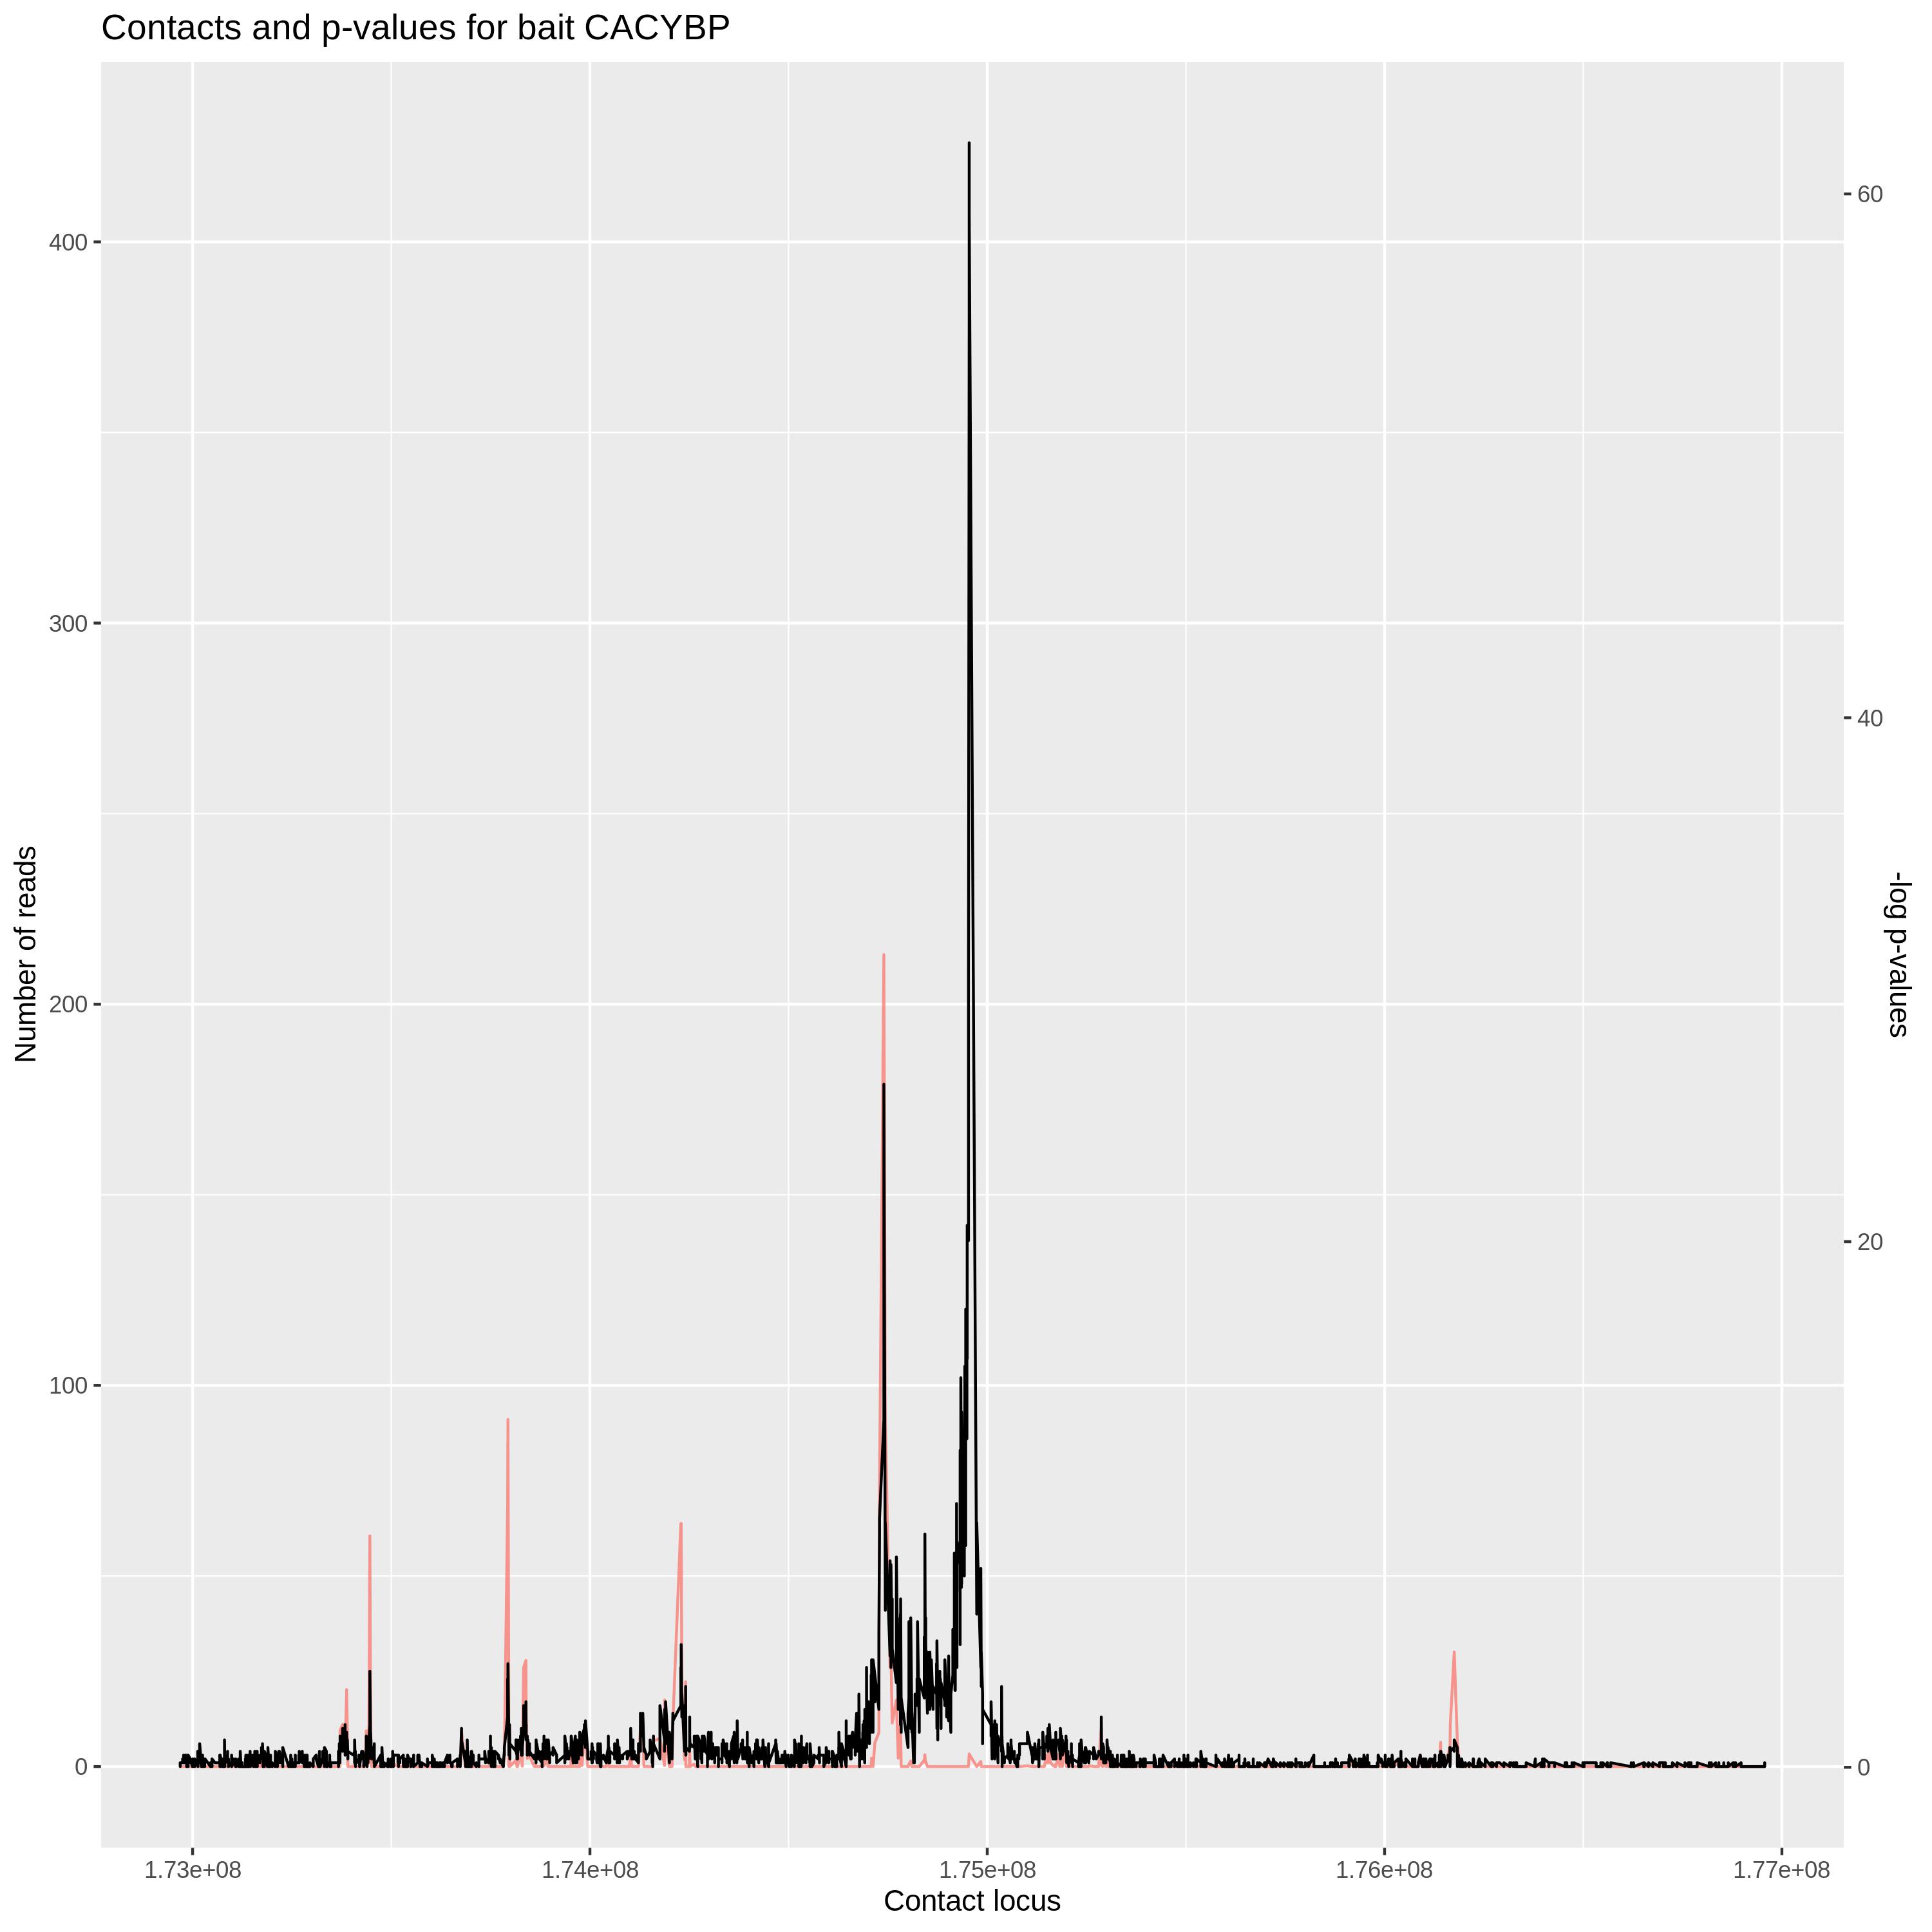 Contacts and p-values for bait CACYBP
400
300
200
100
0
Number of reads
60
40
20
0
-log p-values
1.73e+08
1.74e+08
1.75e+08
1.76e+08
1.77e+08
Contact locus